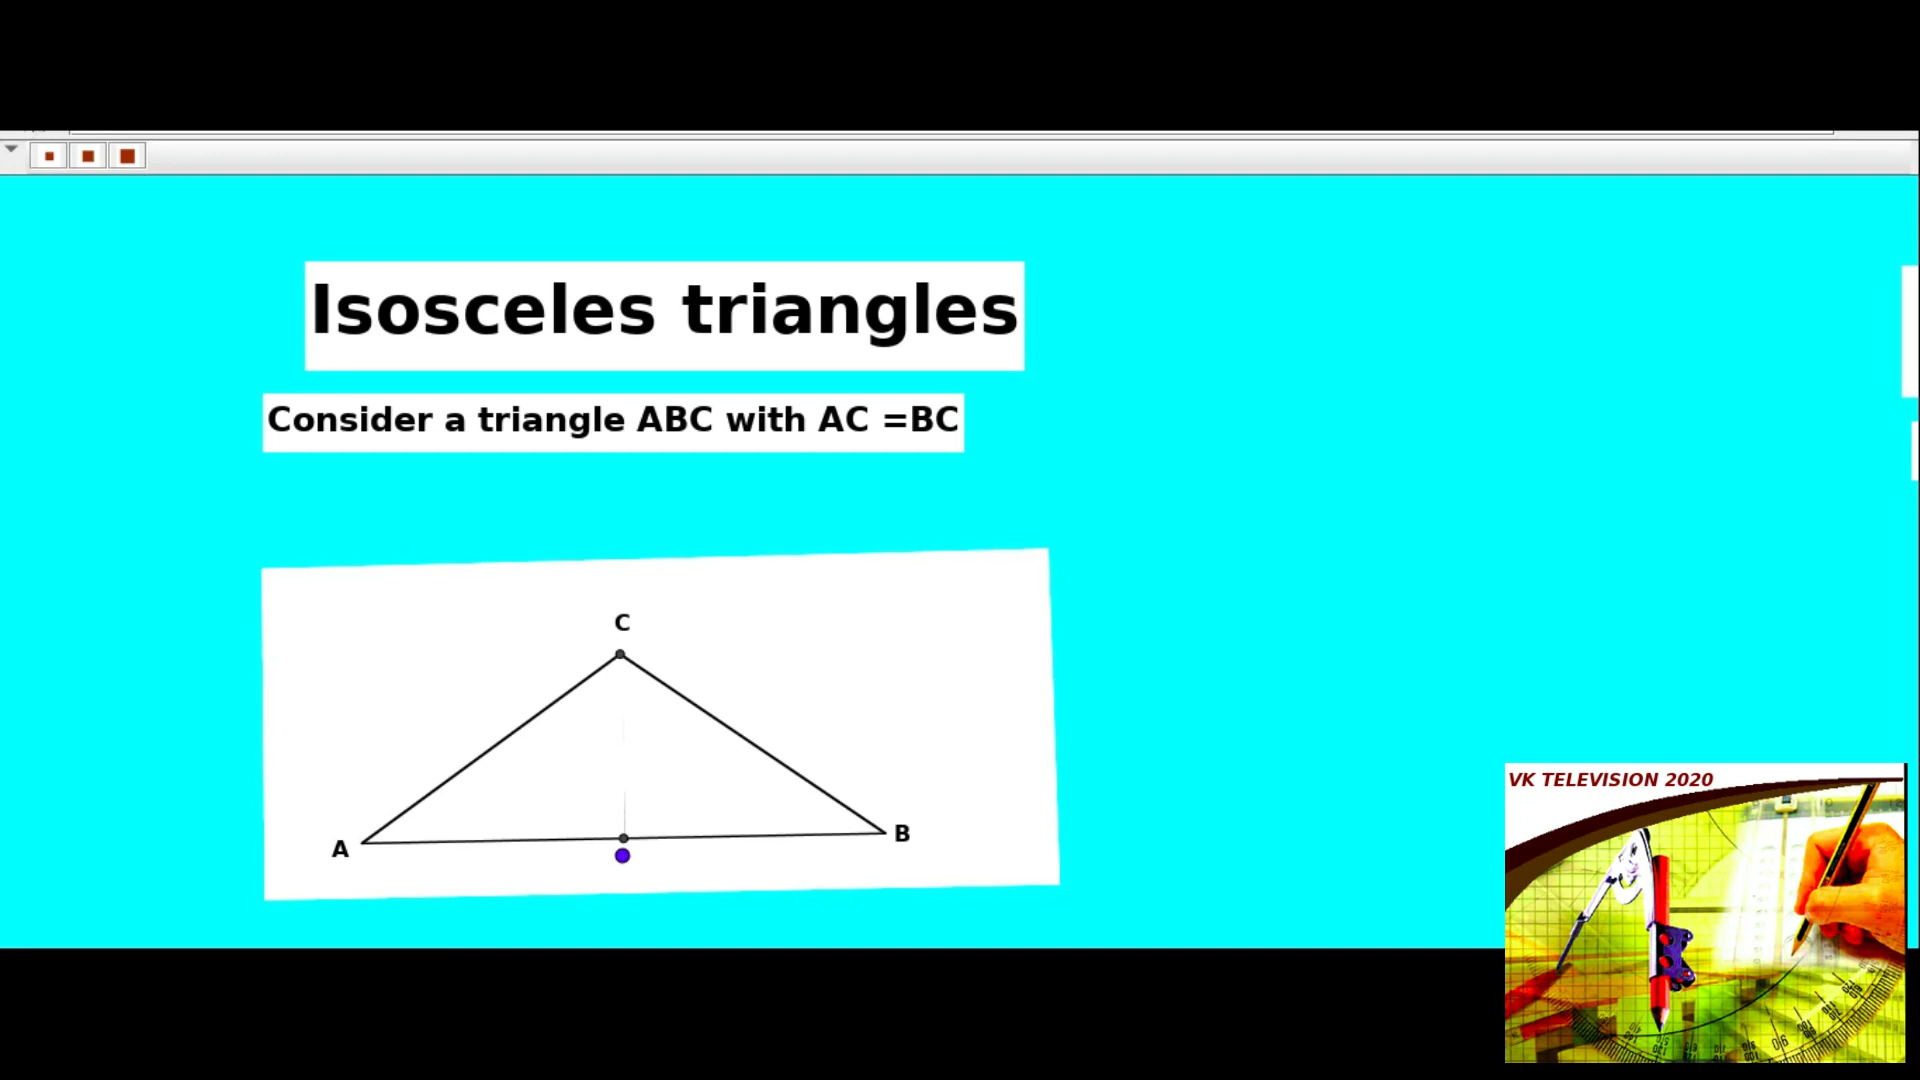 Isosceles triangles
Consider a triangle ABC with AC =BC
C
A
B
VK TELEVISION 2020